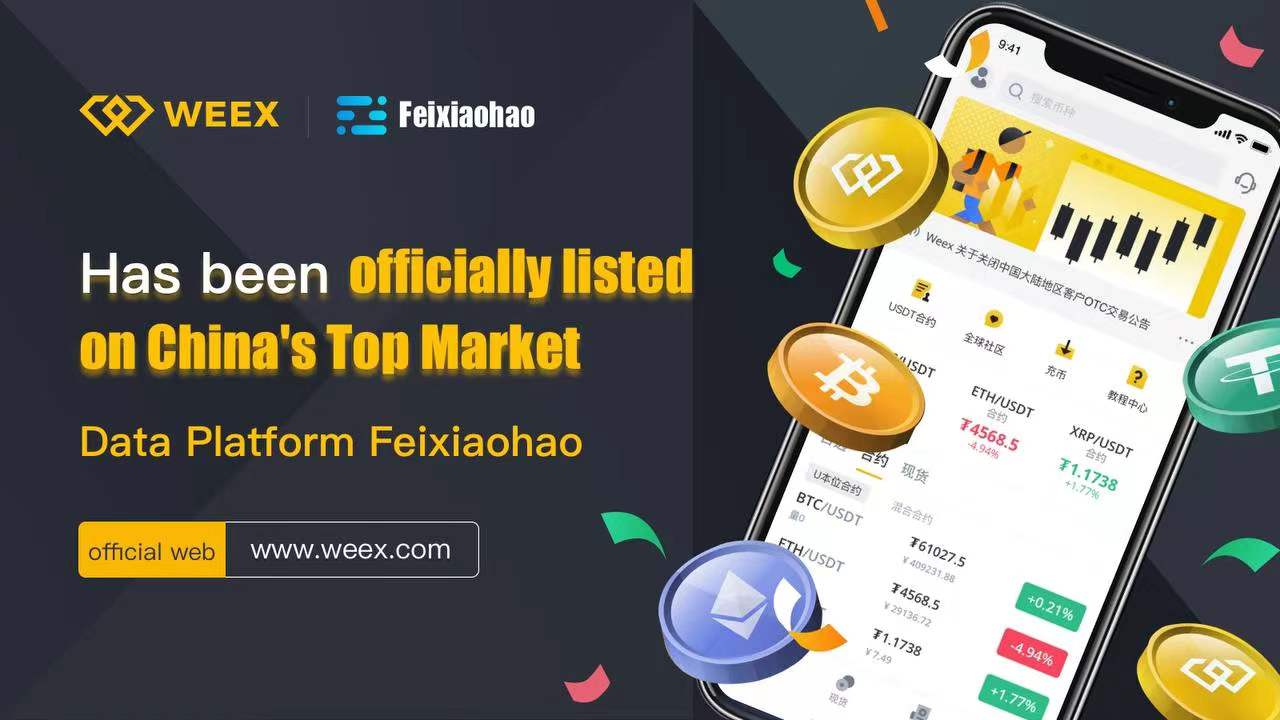 WEEX
Feixiaohao
Has been officially listed
on China's Top Market
Data Platform Feixiaohao
official web
www.weex.com
9:41
搜索币种
Weex 关于关闭中国大陆地区客户OTC交易公告
USDT合约
全球社区
充币
教程中心
/USDT
ETH/USDT
合约
₮4568.5
-4.94%
XRP/USDT
合约
₮1.1738
+1.77%
合约
现货
U本位合约
混合合约
BTC/USDT
量0
₮61027.5
¥ 409231.88
+0.21%
ETH/USDT
₮4568.5
¥ 29136.72
-4.94%
₮1.1738
¥ 7.49
+1.77%
现货